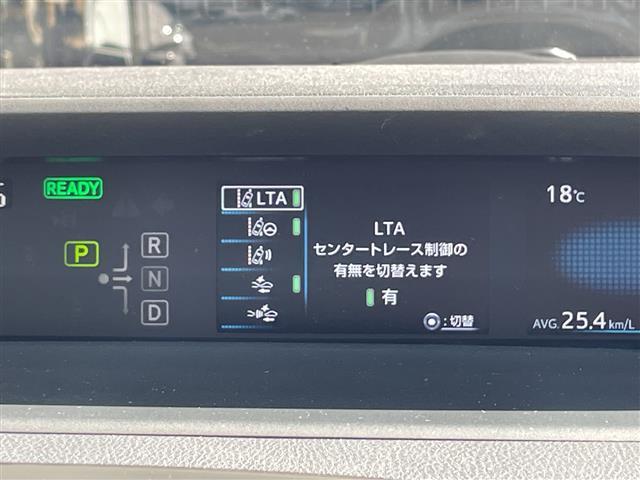 READY
P
R
N
D
LTA
LTA
センタートレース制御の
有無を切替えます
有
:切替
18℃
AVG. 25.4 km/L